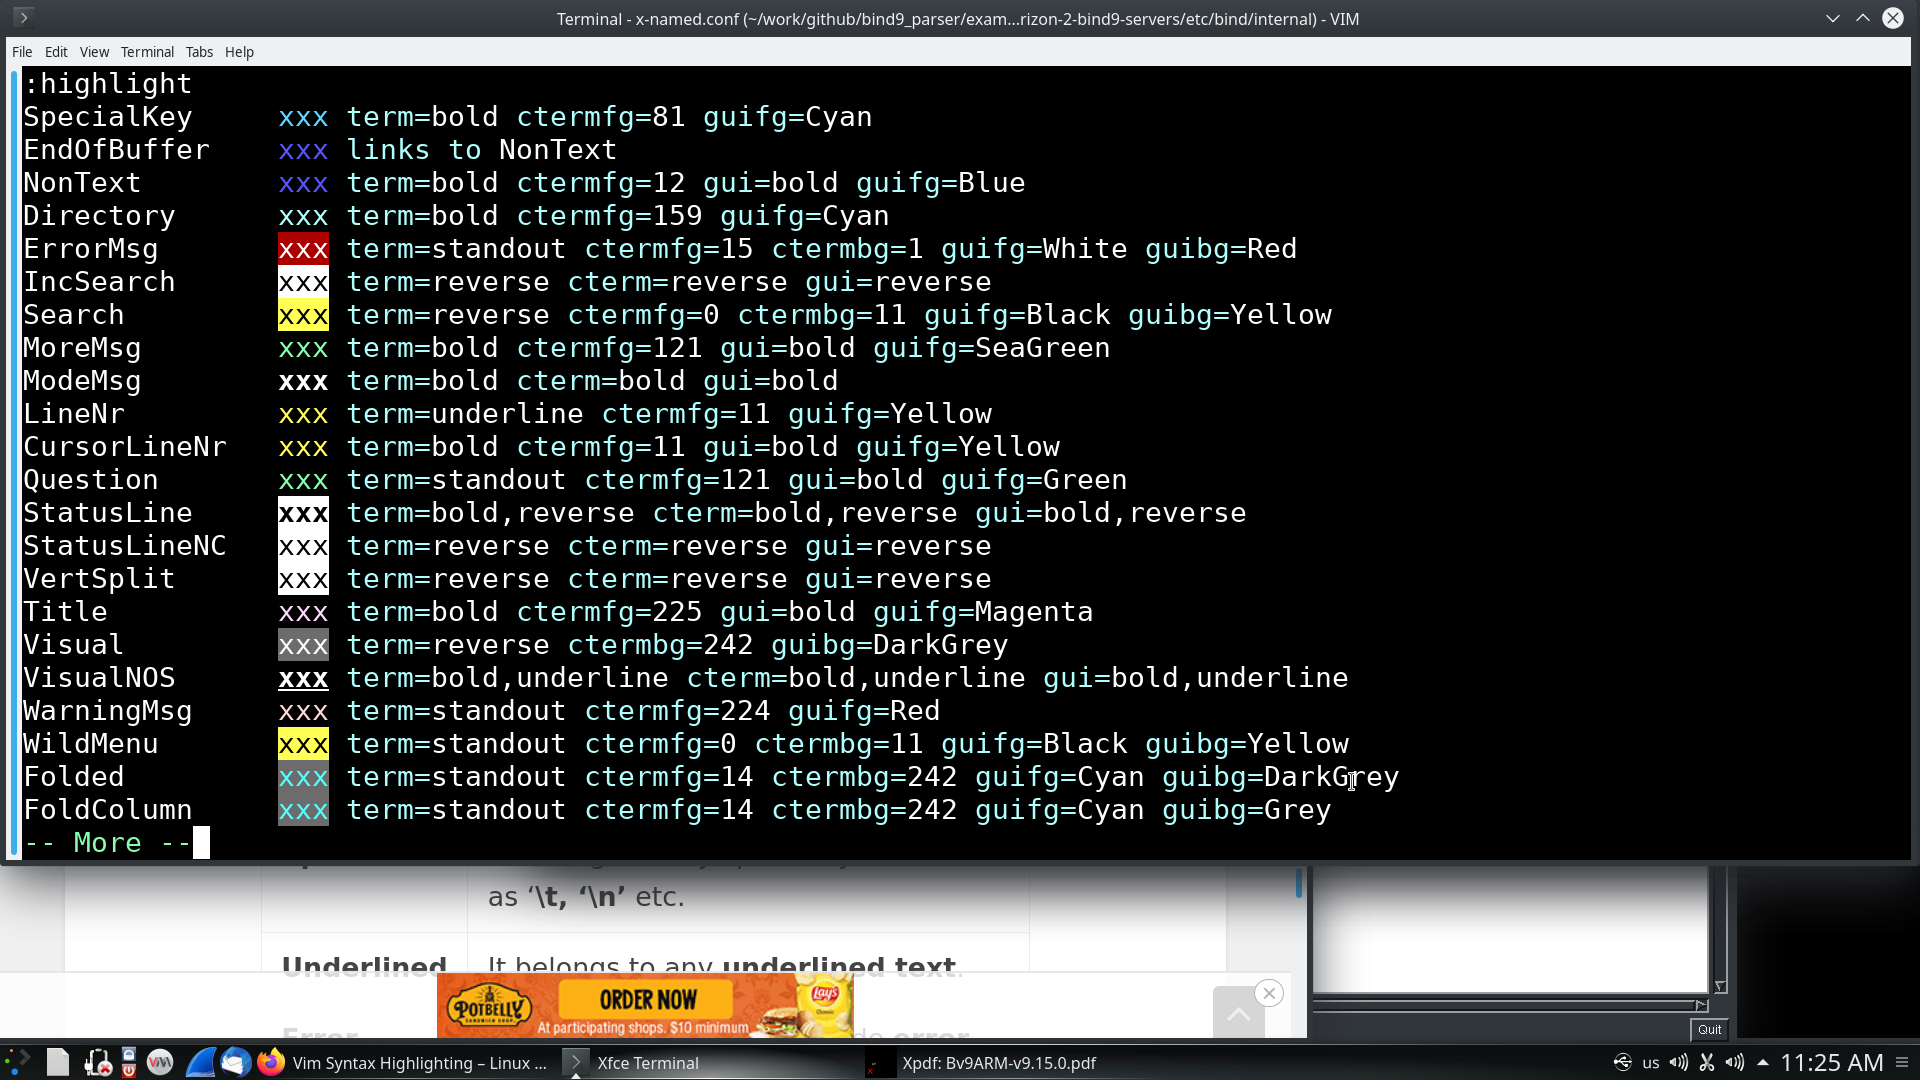 Terminal - x-named.conf (~/work/github/bind9_parser/exam...rizon-2-bind9-servers/etc/bind/internal) - VIM
File Edit View Terminal Tabs Help
:highlight
SpecialKey xxx term=bold ctermfg=81 guifg=Cyan
EndOfBuffer xxx links to NonText
NonText xxx term=bold ctermfg=12 gui=bold guifg=Blue
Directory xxx term=bold ctermfg=159 guifg=Cyan
ErrorMsg xxx term=standout ctermfg=15 ctermbg=1 guifg=White guibg=Red
IncSearch xxx term=reverse cterm=reverse gui=reverse
Search xxx term=reverse ctermfg=0 ctermbg=11 guifg=Black guibg=Yellow
MoreMsg xxx term=bold ctermfg=121 gui=bold guifg=SeaGreen
ModeMsg xxx term=bold cterm=bold gui=bold
LineNr xxx term=underline ctermfg=11 guifg=Yellow
CursorLineNr xxx term=bold ctermfg=11 gui=bold guifg=Yellow
Question xxx term=standout ctermfg=121 gui=bold guifg=Green
StatusLine xxx term=bold,reverse cterm=bold,reverse gui=bold,reverse
StatusLineNC xxx term=reverse cterm=reverse gui=reverse
VertSplit xxx term=reverse cterm=reverse gui=reverse
Title xxx term=bold ctermfg=225 gui=bold guifg=Magenta
Visual xxx term=reverse ctermbg=242 guibg=DarkGrey
VisualNOS xxx term=bold,underline cterm=bold,underline gui=bold,underline
WarningMsg xxx term=standout ctermfg=224 guifg=Red
WildMenu xxx term=standout ctermfg=0 ctermbg=11 guifg=Black guibg=Yellow
Folded xxx term=standout ctermfg=14 ctermbg=242 guifg=Cyan guibg=DarkGrey
FoldColumn xxx term=standout ctermfg=14 ctermbg=242 guifg=Cyan guibg=Grey
-- More --
as ‘\t, ‘\n’ etc.
Underlined It belongs to any underlined text.
POTBELLY
SANDWICH SHOP
ORDER NOW
Lay's
Classic
At participating shops. $10 minimum
Error error
Quit
Vim Syntax Highlighting – Linux ...
Xfce Terminal
Xpdf: Bv9ARM-v9.15.0.pdf
us
11:25 AM